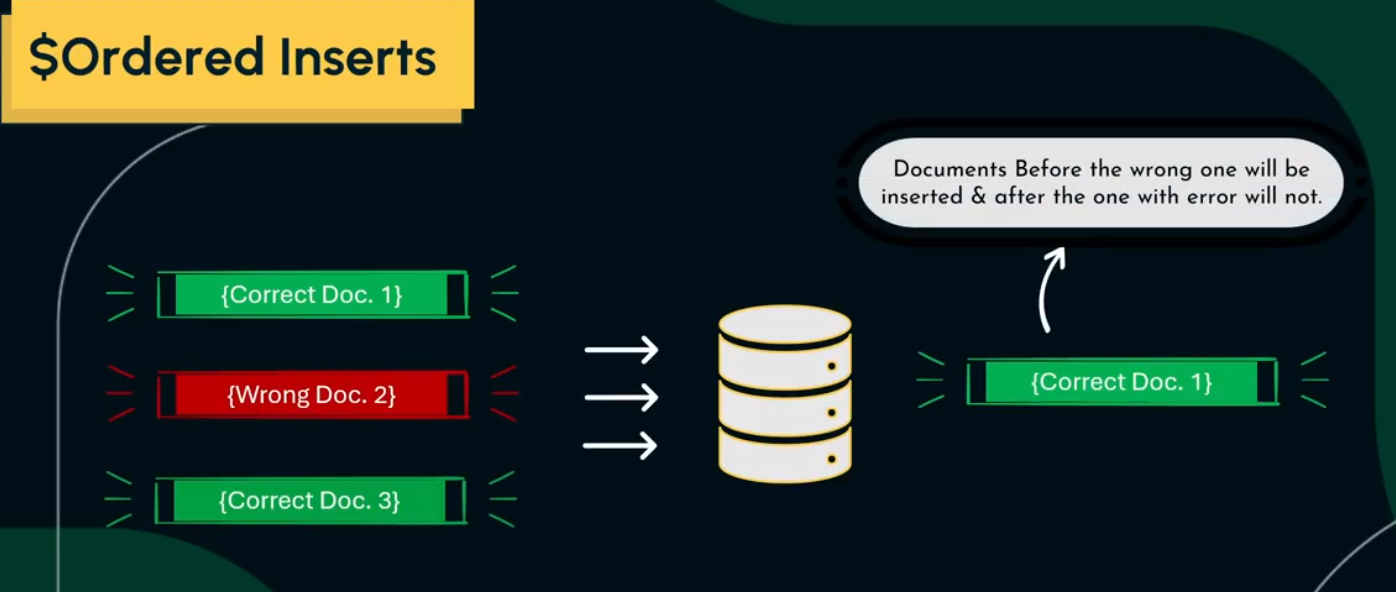 $Ordered Inserts
Documents Before the wrong one will be
inserted & after the one with error will not.
{Correct Doc. 1}
{Wrong Doc. 2}
{Correct Doc. 3}
{Correct Doc. 1}